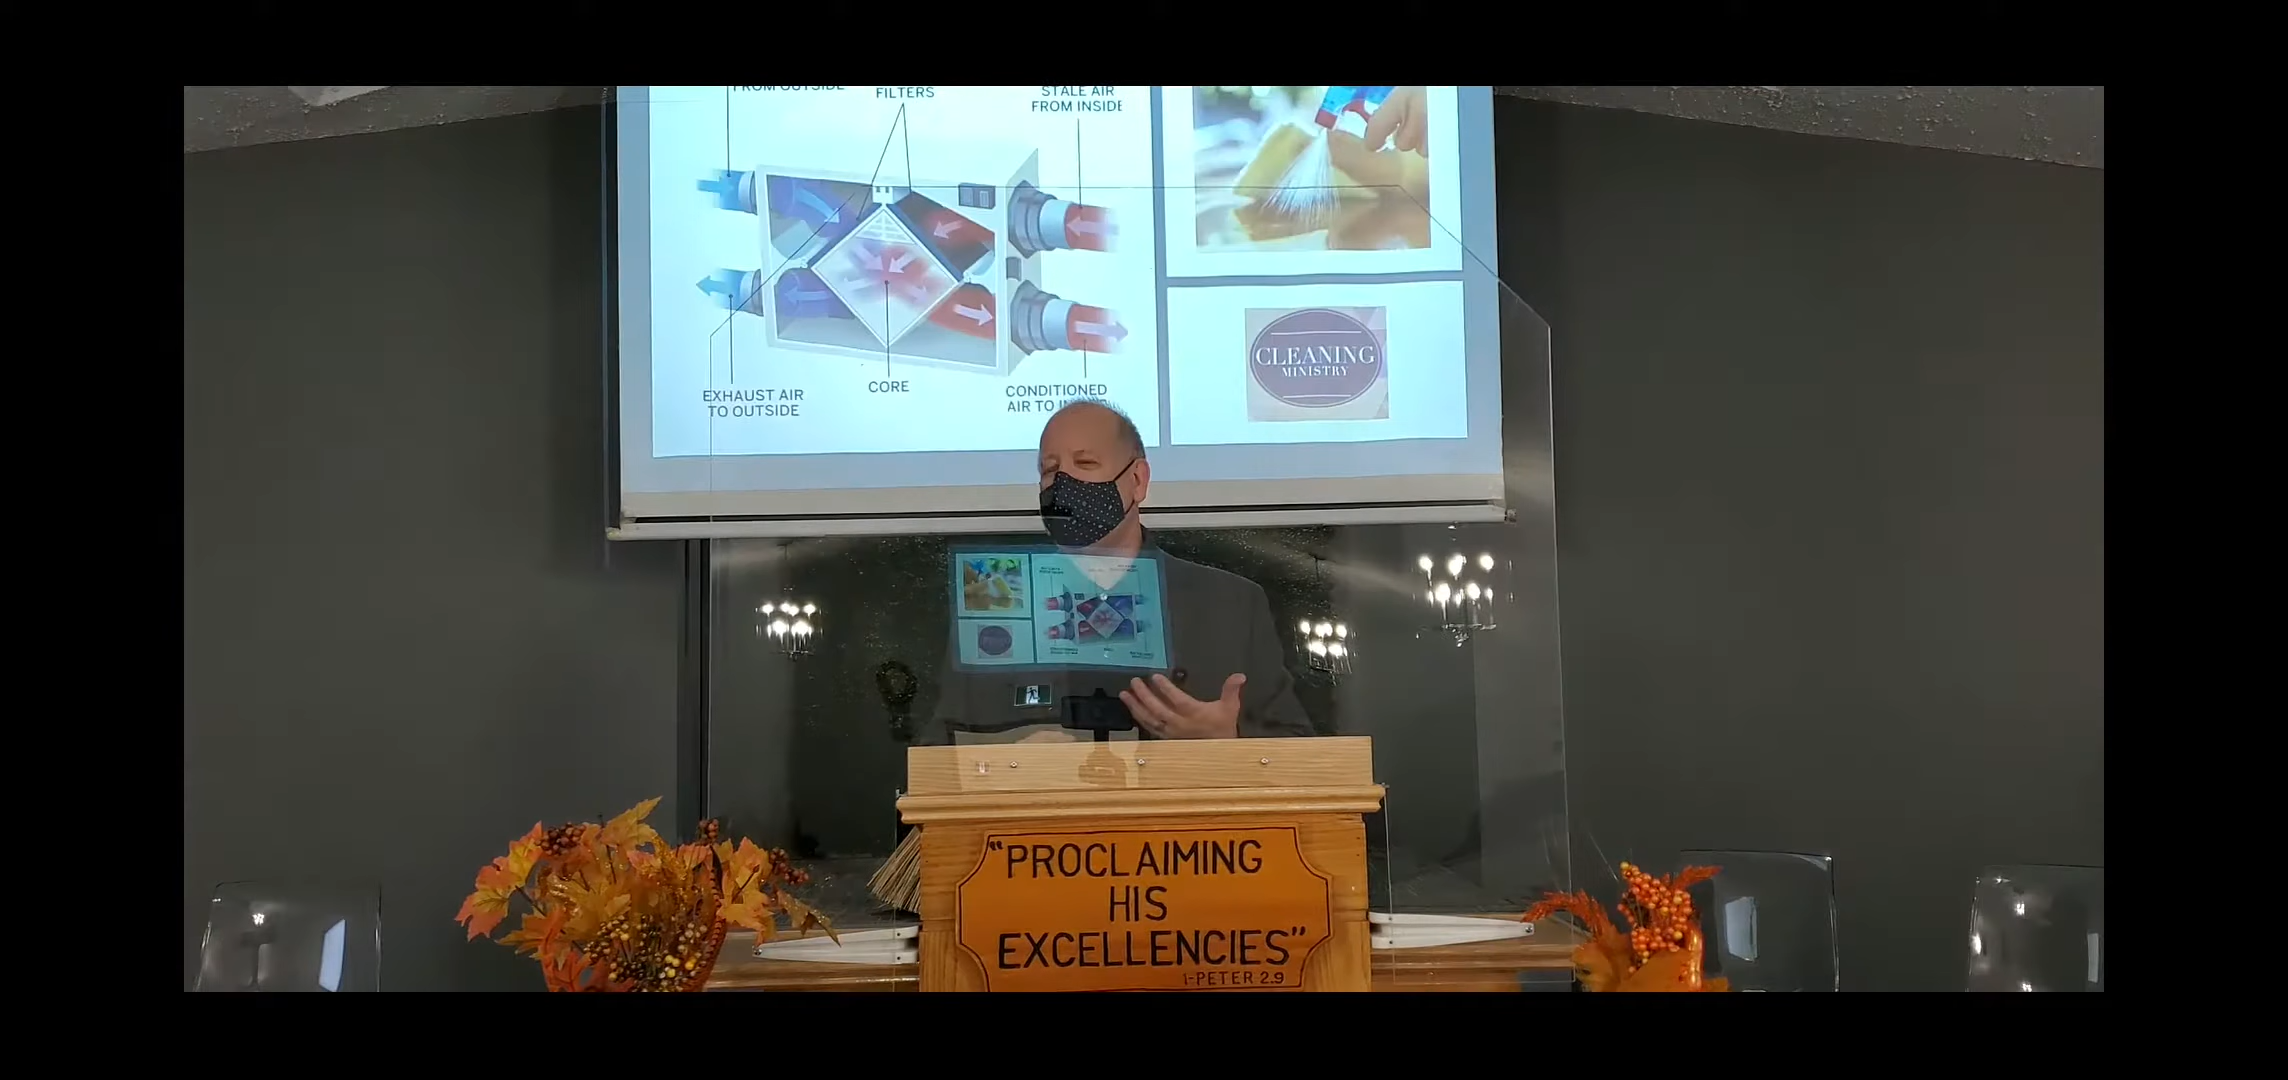 FROM OUTSIDE
FILTERS
STALE AIR
FROM INSIDE
EXHAUST AIR
TO OUTSIDE
CORE
CONDITIONED
AIR TO
CLEANING
MINISTRY
"PROCLAIMING
HIS
EXCELLENCIES"
I-PETER 2.9